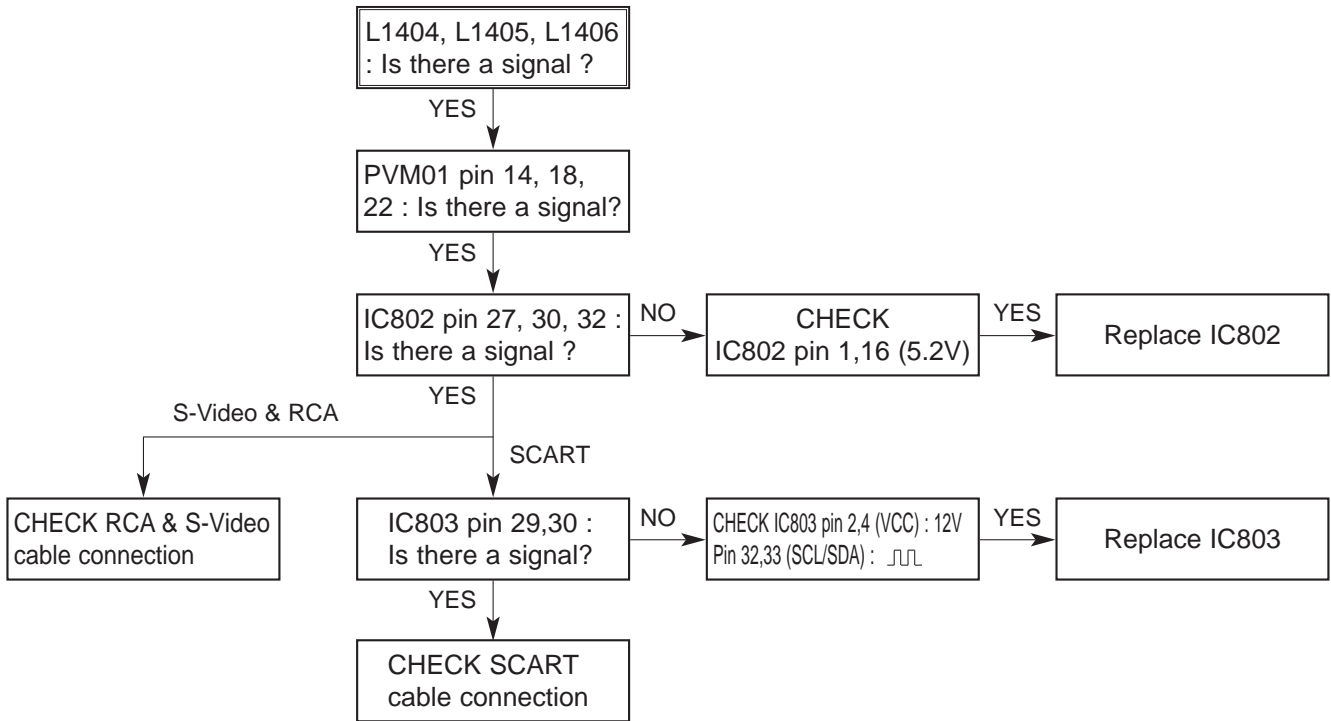 L1404, L1405, L1406
: Is there a signal ?
YES
PVM01 pin 14, 18,
22 : Is there a signal?
YES
IC802 pin 27, 30, 32 :
Is there a signal ?
NO
CHECK
IC802 pin 1,16 (5.2V)
YES
Replace IC802
YES
S-Video & RCA
SCART
CHECK RCA & S-Video
cable connection
IC803 pin 29,30 :
Is there a signal?
NO
CHECK IC803 pin 2,4 (VCC) : 12V
Pin 32,33 (SCL/SDA) :
YES
Replace IC803
YES
CHECK SCART
cable connection